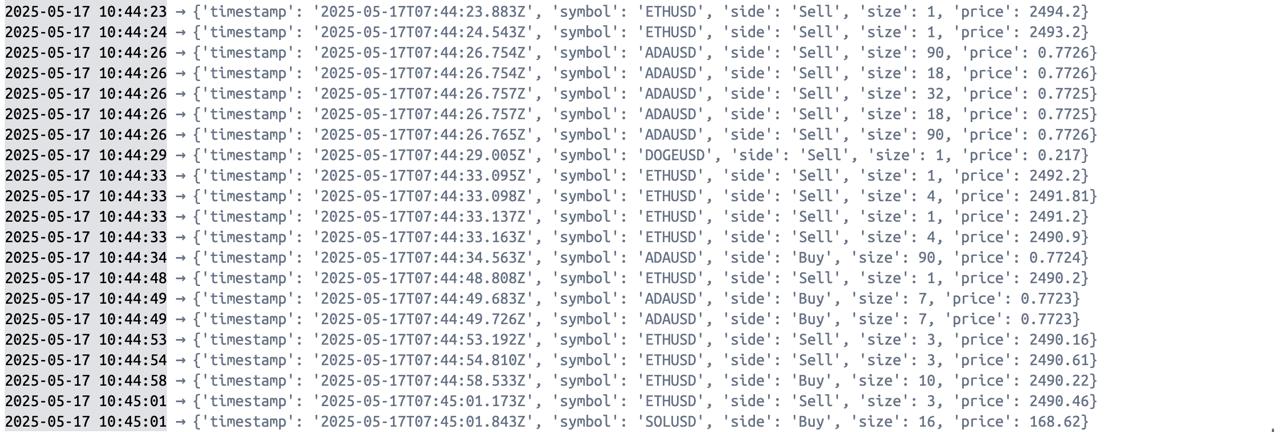 2025-05-17 10:44:23 → {'timestamp': '2025-05-17T07:44:23.883Z', 'symbol': 'ETHUSD', 'side': 'Sell', 'size': 1, 'price': 2494.2}
2025-05-17 10:44:24 → {'timestamp': '2025-05-17T07:44:24.543Z', 'symbol': 'ETHUSD', 'side': 'Sell', 'size': 1, 'price': 2493.2}
2025-05-17 10:44:26 → {'timestamp': '2025-05-17T07:44:26.754Z', 'symbol': 'ADAUSD', 'side': 'Sell', 'size': 90, 'price': 0.7726}
2025-05-17 10:44:26 → {'timestamp': '2025-05-17T07:44:26.754Z', 'symbol': 'ADAUSD', 'side': 'Sell', 'size': 18, 'price': 0.7726}
2025-05-17 10:44:26 → {'timestamp': '2025-05-17T07:44:26.757Z', 'symbol': 'ADAUSD', 'side': 'Sell', 'size': 32, 'price': 0.7725}
2025-05-17 10:44:26 → {'timestamp': '2025-05-17T07:44:26.757Z', 'symbol': 'ADAUSD', 'side': 'Sell', 'size': 18, 'price': 0.7725}
2025-05-17 10:44:26 → {'timestamp': '2025-05-17T07:44:26.765Z', 'symbol': 'ADAUSD', 'side': 'Sell', 'size': 90, 'price': 0.7726}
2025-05-17 10:44:29 → {'timestamp': '2025-05-17T07:44:29.005Z', 'symbol': 'DOGEUSD', 'side': 'Sell', 'size': 1, 'price': 0.217}
2025-05-17 10:44:33 → {'timestamp': '2025-05-17T07:44:33.095Z', 'symbol': 'ETHUSD', 'side': 'Sell', 'size': 1, 'price': 2492.2}
2025-05-17 10:44:33 → {'timestamp': '2025-05-17T07:44:33.098Z', 'symbol': 'ETHUSD', 'side': 'Sell', 'size': 4, 'price': 2491.81}
2025-05-17 10:44:33 → {'timestamp': '2025-05-17T07:44:33.137Z', 'symbol': 'ETHUSD', 'side': 'Sell', 'size': 1, 'price': 2491.2}
2025-05-17 10:44:33 → {'timestamp': '2025-05-17T07:44:33.163Z', 'symbol': 'ETHUSD', 'side': 'Sell', 'size': 4, 'price': 2490.9}
2025-05-17 10:44:34 → {'timestamp': '2025-05-17T07:44:34.563Z', 'symbol': 'ADAUSD', 'side': 'Buy', 'size': 90, 'price': 0.7724}
2025-05-17 10:44:48 → {'timestamp': '2025-05-17T07:44:48.808Z', 'symbol': 'ETHUSD', 'side': 'Sell', 'size': 1, 'price': 2490.2}
2025-05-17 10:44:49 → {'timestamp': '2025-05-17T07:44:49.683Z', 'symbol': 'ADAUSD', 'side': 'Buy', 'size': 7, 'price': 0.7723}
2025-05-17 10:44:49 → {'timestamp': '2025-05-17T07:44:49.726Z', 'symbol': 'ADAUSD', 'side': 'Buy', 'size': 7, 'price': 0.7723}
2025-05-17 10:44:53 → {'timestamp': '2025-05-17T07:44:53.192Z', 'symbol': 'ETHUSD', 'side': 'Sell', 'size': 3, 'price': 2490.16}
2025-05-17 10:44:54 → {'timestamp': '2025-05-17T07:44:54.810Z', 'symbol': 'ETHUSD', 'side': 'Sell', 'size': 3, 'price': 2490.61}
2025-05-17 10:44:58 → {'timestamp': '2025-05-17T07:44:58.533Z', 'symbol': 'ETHUSD', 'side': 'Buy', 'size': 10, 'price': 2490.22}
2025-05-17 10:45:01 → {'timestamp': '2025-05-17T07:45:01.173Z', 'symbol': 'ETHUSD', 'side': 'Sell', 'size': 3, 'price': 2490.46}
2025-05-17 10:45:01 → {'timestamp': '2025-05-17T07:45:01.843Z', 'symbol': 'SOLUSD', 'side': 'Buy', 'size': 16, 'price': 168.62}